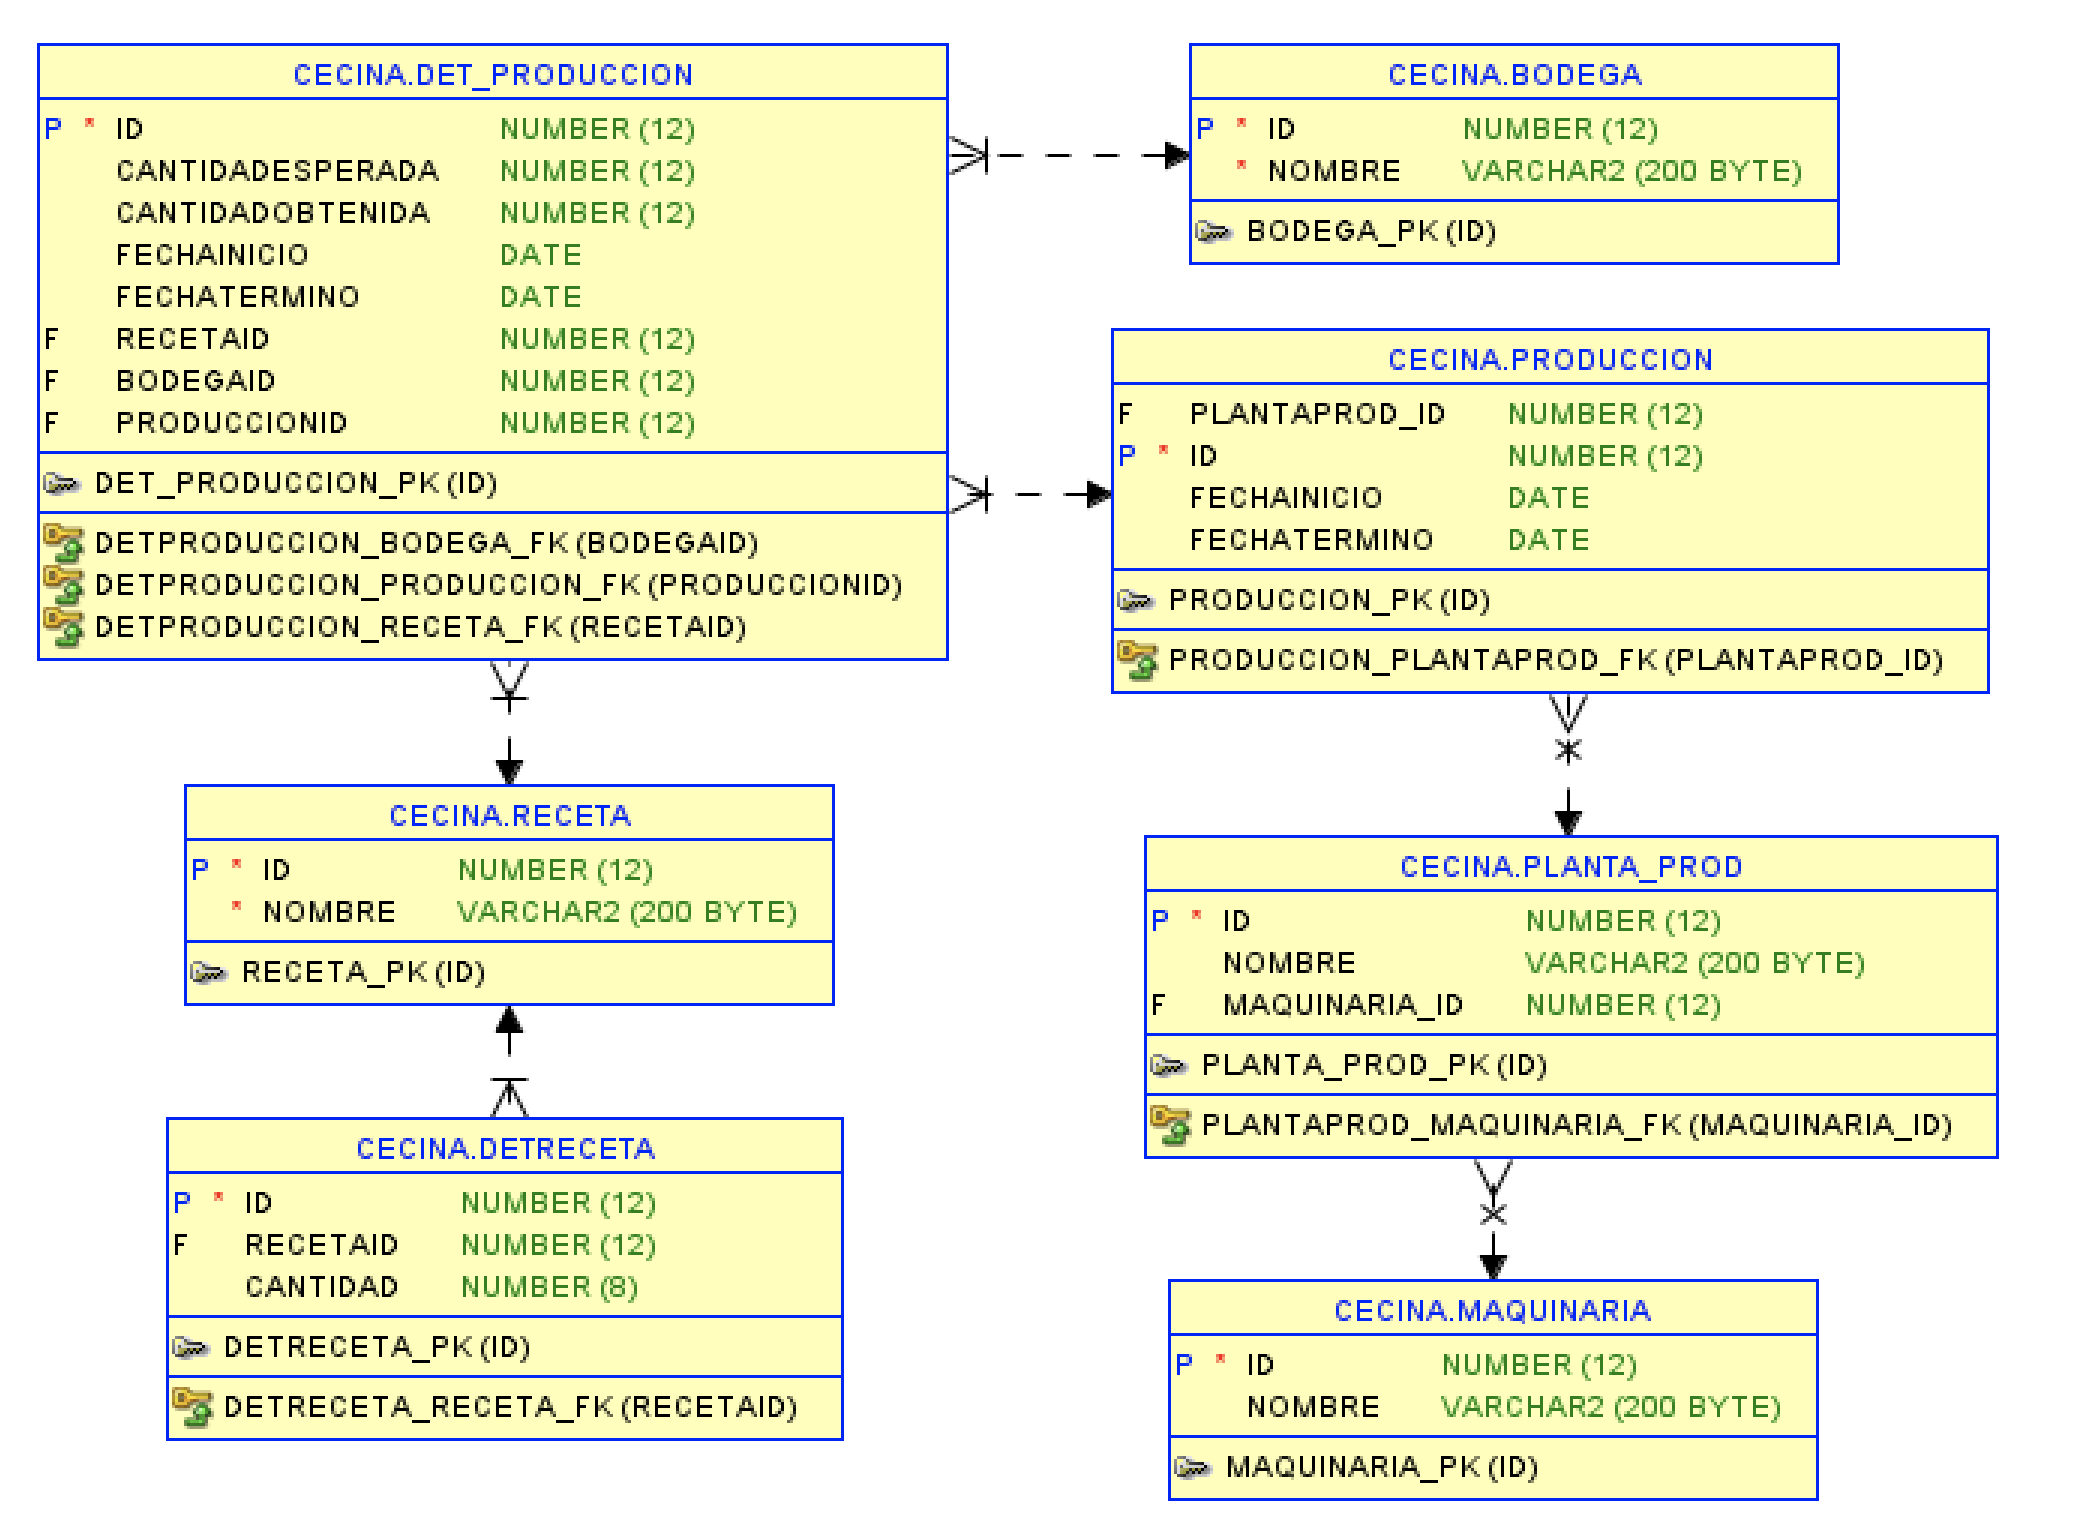 CECINA.DET_PRODUCCION
P * ID NUMBER (12)
CANTIDADESPERADA NUMBER (12)
CANTIDADOBTENIDA NUMBER (12)
FECHAINICIO DATE
FECHATERMINO DATE
F RECETAID NUMBER (12)
F BODEGAID NUMBER (12)
F PRODUCCIONID NUMBER (12)
DET_PRODUCCION_PK (ID)
DETPRODUCCION_BODEGA_FK (BODEGAID)
DETPRODUCCION_PRODUCCION_FK (PRODUCCIONID)
DETPRODUCCION_RECETA_FK (RECETAID)
CECINA.BODEGA
P * ID NUMBER (12)
* NOMBRE VARCHAR2 (200 BYTE)
BODEGA_PK (ID)
CECINA.PRODUCCION
F PLANTAPROD_ID NUMBER (12)
P * ID NUMBER (12)
FECHAINICIO DATE
FECHATERMINO DATE
PRODUCCION_PK (ID)
PRODUCCION_PLANTAPROD_FK (PLANTAPROD_ID)
CECINA.RECETA
P * ID NUMBER (12)
* NOMBRE VARCHAR2 (200 BYTE)
RECETA_PK (ID)
CECINA.PLANTA_PROD
P * ID NUMBER (12)
NOMBRE VARCHAR2 (200 BYTE)
F MAQUINARIA_ID NUMBER (12)
PLANTA_PROD_PK (ID)
PLANTAPROD_MAQUINARIA_FK (MAQUINARIA_ID)
CECINA.DETRECETA
P * ID NUMBER (12)
F RECETAID NUMBER (12)
CANTIDAD NUMBER (8)
DETRECETA_PK (ID)
DETRECETA_RECETA_FK (RECETAID)
CECINA.MAQUINARIA
P * ID NUMBER (12)
NOMBRE VARCHAR2 (200 BYTE)
MAQUINARIA_PK (ID)